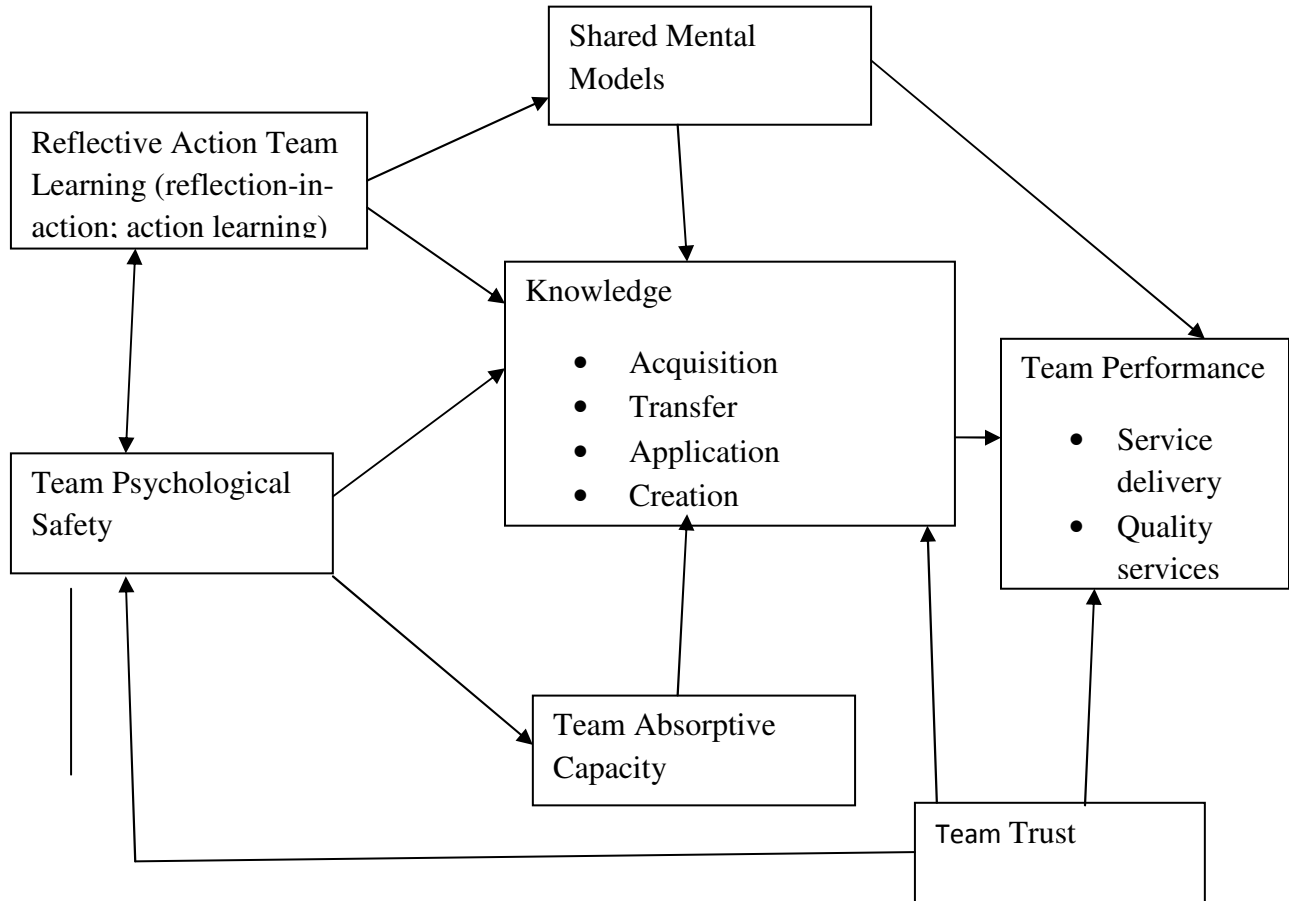 Shared Mental
Models
Reflective Action Team
Learning (reflection-in-
action; action learning)
Knowledge
• Acquisition
• Transfer
• Application
• Creation
Team Performance
• Service
delivery
• Quality
services
Team Psychological
Safety
Team Absorptive
Capacity
Team Trust